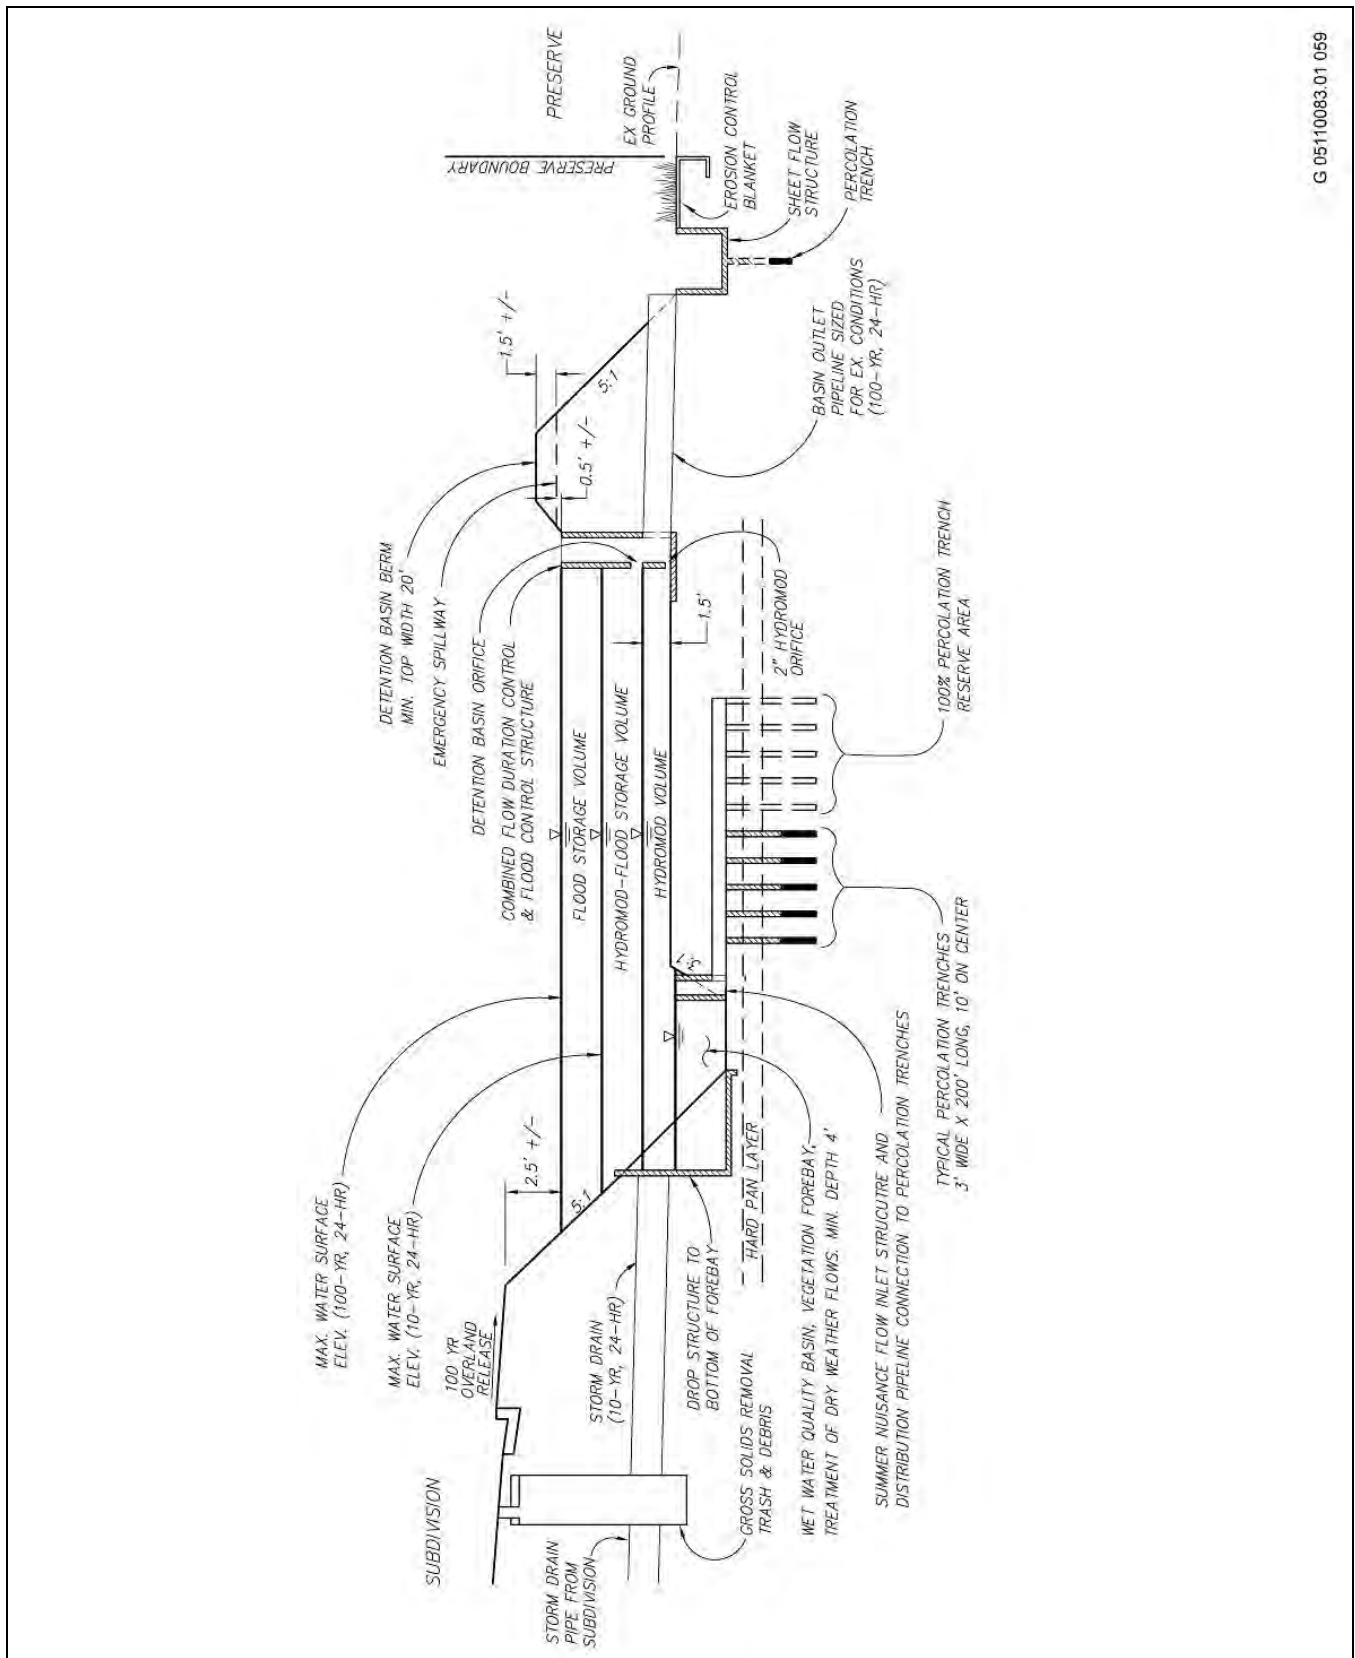 G 05110083.01 059
SUBDIVISION
PRESERVE
PRESERVE BOUNDARY
EX GROUND
PROFILE
EROSION CONTROL
BLANKET
SHEET FLOW
STRUCTURE
PERCOLATION
TRENCH
1.5' +/-
5:1
0.5' +/-
BASIN OUTLET
PIPELINE SIZED
FOR EX. CONDITIONS
(100-YR, 24-HR)
DETENTION BASIN BERM
MIN. TOP WIDTH 20'
EMERGENCY SPILLWAY
DETENTION BASIN ORIFICE
COMBINED FLOW DURATION CONTROL
& FLOOD CONTROL STRUCTURE
FLOOD STORAGE VOLUME
HYDROMOD-FLOOD STORAGE VOLUME
HYDROMOD VOLUME
1.5'
2" HYDROMOD
ORIFICE
100% PERCOLATION TRENCH
RESERVE AREA
MAX. WATER SURFACE
ELEV. (100-YR, 24-HR)
MAX. WATER SURFACE
ELEV. (10-YR, 24-HR)
100 YR
OVERLAND
RELEASE
2.5' +/-
5:1
STORM DRAIN
(10-YR, 24-HR)
DROP STRUCTURE TO
BOTTOM OF FOREBAY
HARD PAN LAYER
STORM DRAIN
PIPE FROM
SUBDIVISION
GROSS SOLIDS REMOVAL
TRASH & DEBRIS
WET WATER QUALITY BASIN, VEGETATION FOREBAY,
TREATMENT OF DRY WEATHER FLOWS. MIN. DEPTH 4'
SUMMER NUISANCE FLOW INLET STRUCUTRE AND
DISTRIBUTION PIPELINE CONNECTION TO PERCOLATION TRENCHES
TYPICAL PERCOLATION TRENCHES
3' WIDE X 200' LONG, 10' ON CENTER